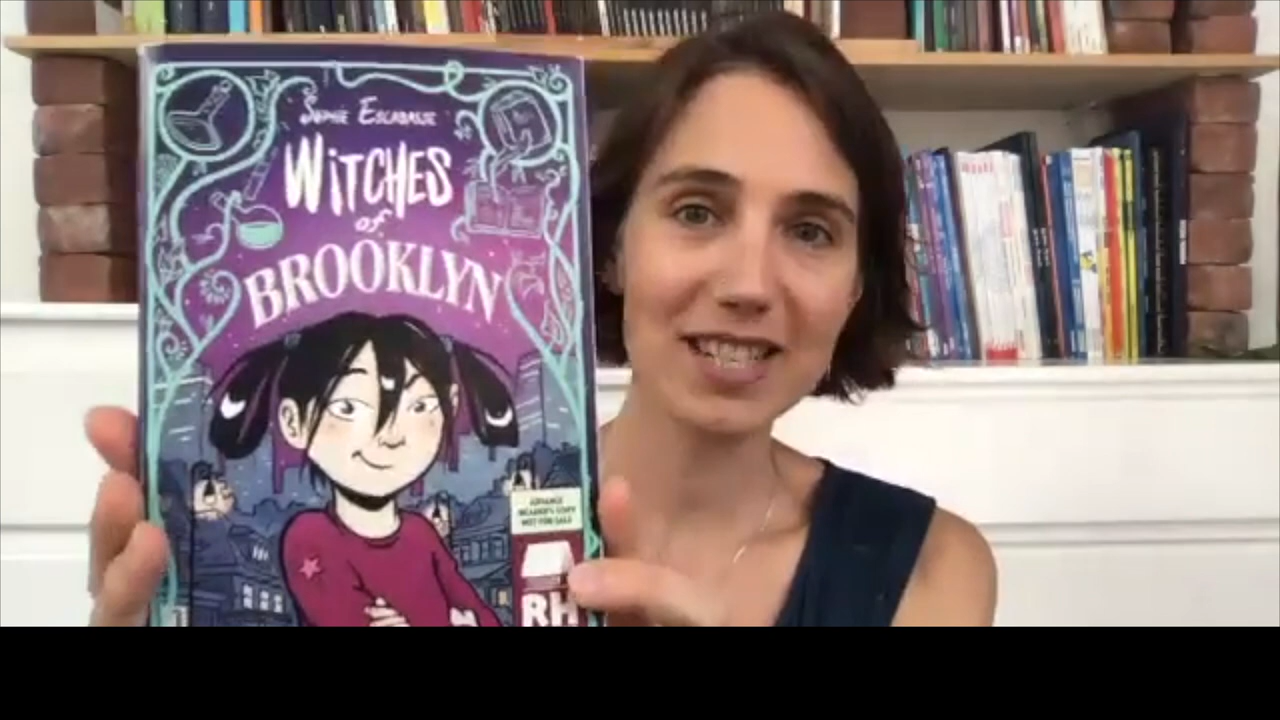 Sophie Escabasse
WiTCHES
of
BROOKLYN
ADVANCE
READER'S COPY
NOT FOR SALE
RH